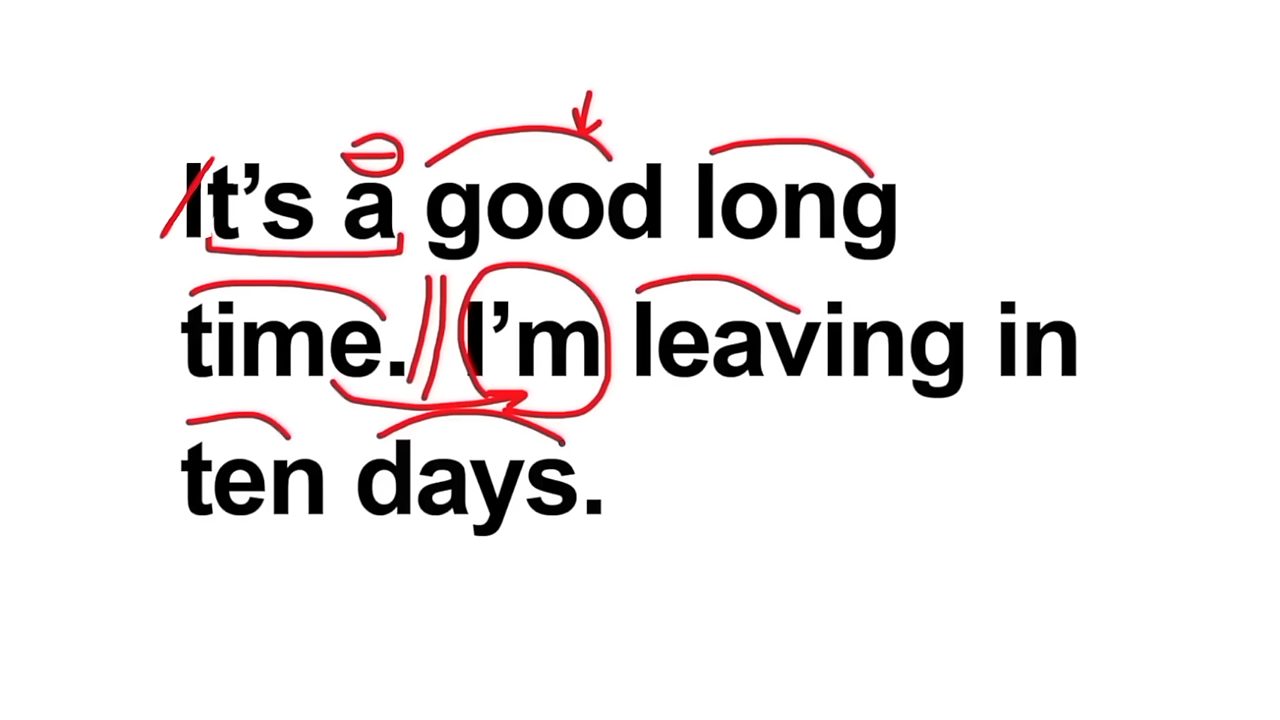 It’s a good long
time. I’m leaving in
ten days.